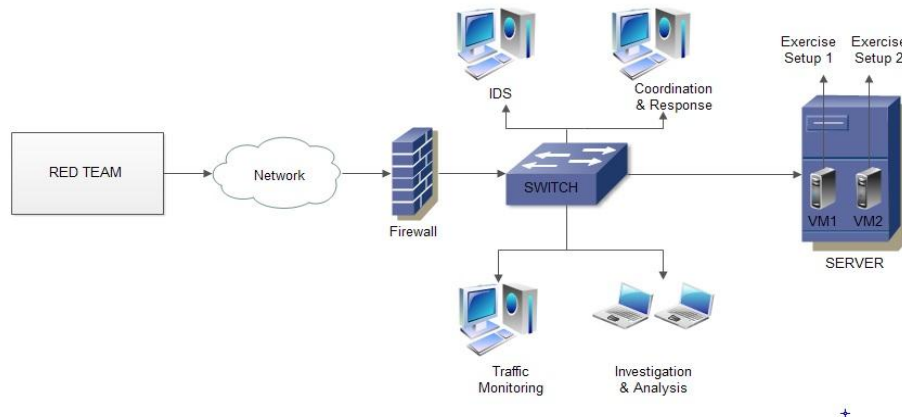 Exercise Setup 1
Exercise Setup 2
IDS
Coordination
& Response
RED TEAM
Network
Firewall
SWITCH
VM1
VM2
SERVER
Traffic
Monitoring
Investigation
& Analysis